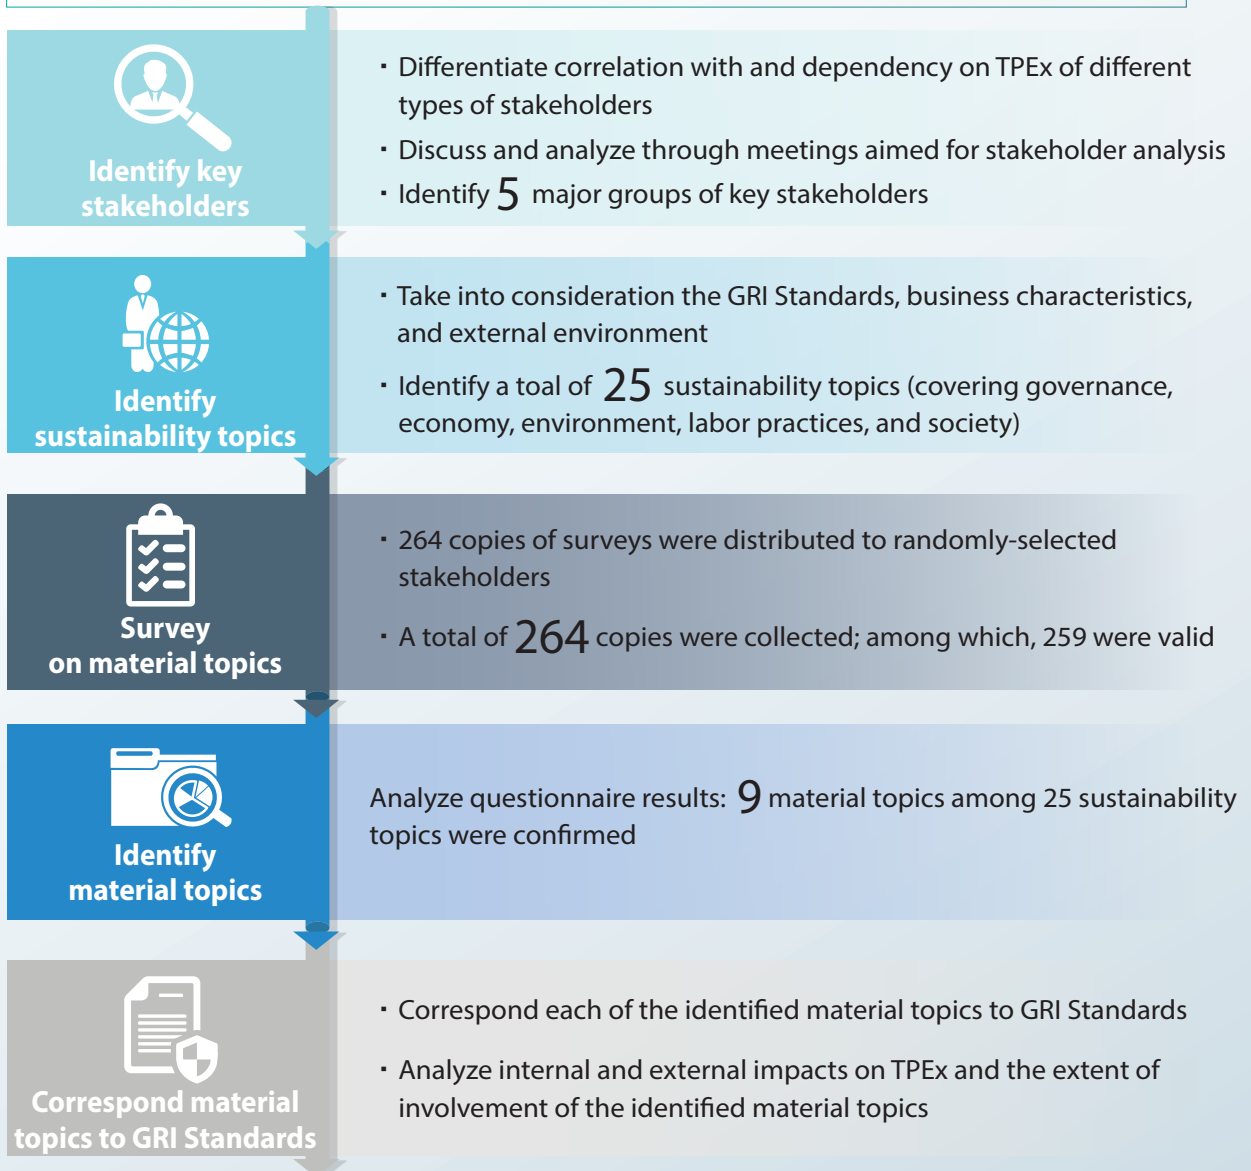 Identify key
stakeholders
· Differentiate correlation with and dependency on TPEx of different
types of stakeholders
· Discuss and analyze through meetings aimed for stakeholder analysis
· Identify 5 major groups of key stakeholders
Identify
sustainability topics
· Take into consideration the GRI Standards, business characteristics,
and external environment
· Identify a toal of 25 sustainability topics (covering governance,
economy, environment, labor practices, and society)
Survey
on material topics
· 264 copies of surveys were distributed to randomly-selected
stakeholders
· A total of 264 copies were collected; among which, 259 were valid
Identify
material topics
Analyze questionnaire results: 9 material topics among 25 sustainability
topics were confirmed
Correspond material
topics to GRI Standards
· Correspond each of the identified material topics to GRI Standards
· Analyze internal and external impacts on TPEx and the extent of
involvement of the identified material topics